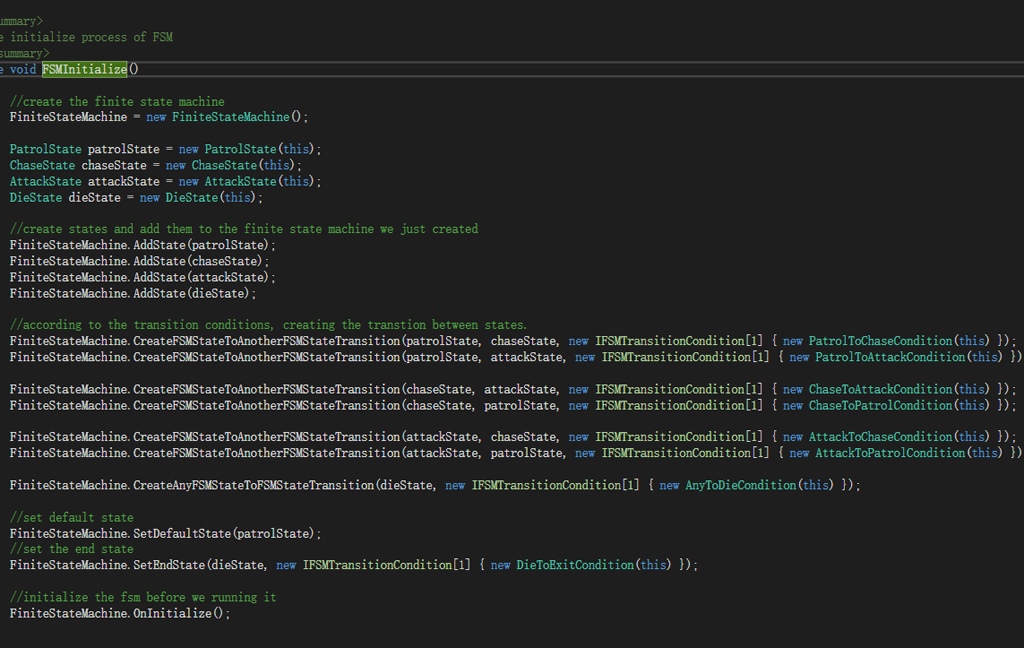 ummary>
e initialize process of FSM
summary>
e void FSMInitialize()
//create the finite state machine
FiniteStateMachine = new FiniteStateMachine();
PatrolState patrolState = new PatrolState(this);
ChaseState chaseState = new ChaseState(this);
AttackState attackState = new AttackState(this);
DieState dieState = new DieState(this);
//create states and add them to the finite state machine we just created
FiniteStateMachine.AddState(patrolState);
FiniteStateMachine.AddState(chaseState);
FiniteStateMachine.AddState(attackState);
FiniteStateMachine.AddState(dieState);
//according to the transition conditions, creating the transtion between states.
FiniteStateMachine.CreateFSMStateToAnotherFSMStateTransition(patrolState, chaseState, new IFSMTransitionCondition[1] { new PatrolToChaseCondition(this) });
FiniteStateMachine.CreateFSMStateToAnotherFSMStateTransition(patrolState, attackState, new IFSMTransitionCondition[1] { new PatrolToAttackCondition(this) })
FiniteStateMachine.CreateFSMStateToAnotherFSMStateTransition(chaseState, attackState, new IFSMTransitionCondition[1] { new ChaseToAttackCondition(this) });
FiniteStateMachine.CreateFSMStateToAnotherFSMStateTransition(chaseState, patrolState, new IFSMTransitionCondition[1] { new ChaseToPatrolCondition(this) });
FiniteStateMachine.CreateFSMStateToAnotherFSMStateTransition(attackState, chaseState, new IFSMTransitionCondition[1] { new AttackToChaseCondition(this) });
FiniteStateMachine.CreateFSMStateToAnotherFSMStateTransition(attackState, patrolState, new IFSMTransitionCondition[1] { new AttackToPatrolCondition(this) })
FiniteStateMachine.CreateAnyFSMStateToFSMStateTransition(dieState, new IFSMTransitionCondition[1] { new AnyToDieCondition(this) });
//set default state
FiniteStateMachine.SetDefaultState(patrolState);
//set the end state
FiniteStateMachine.SetEndState(dieState, new IFSMTransitionCondition[1] { new DieToExitCondition(this) });
//initialize the fsm before we running it
FiniteStateMachine.OnInitialize();